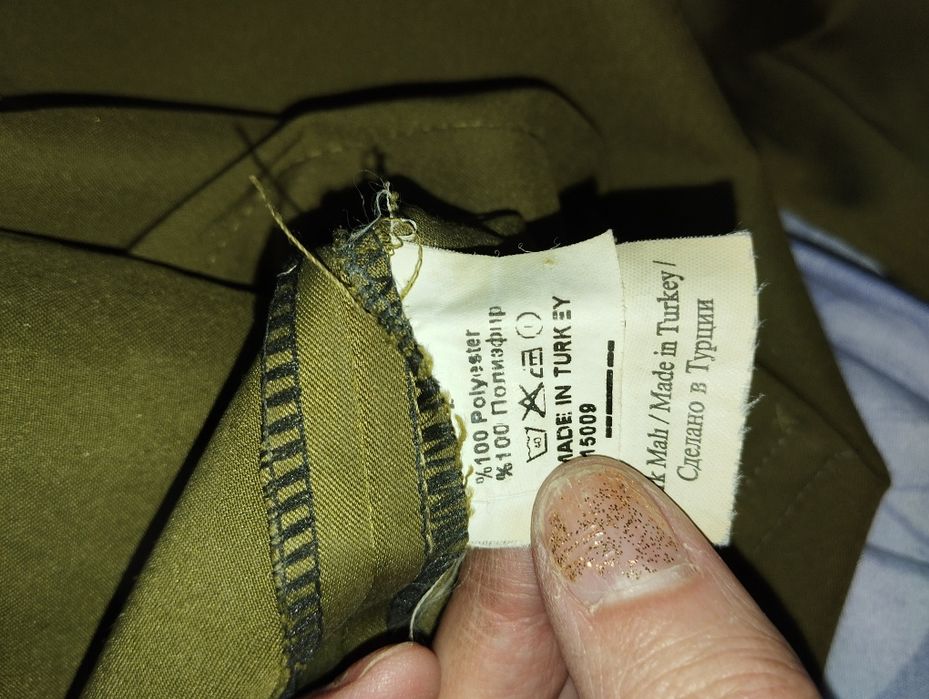 %100 Polyester
%100 Полиэфир
MADE IN TURKEY
15009
Malı / Made in Turkey /
Сделано в Турции